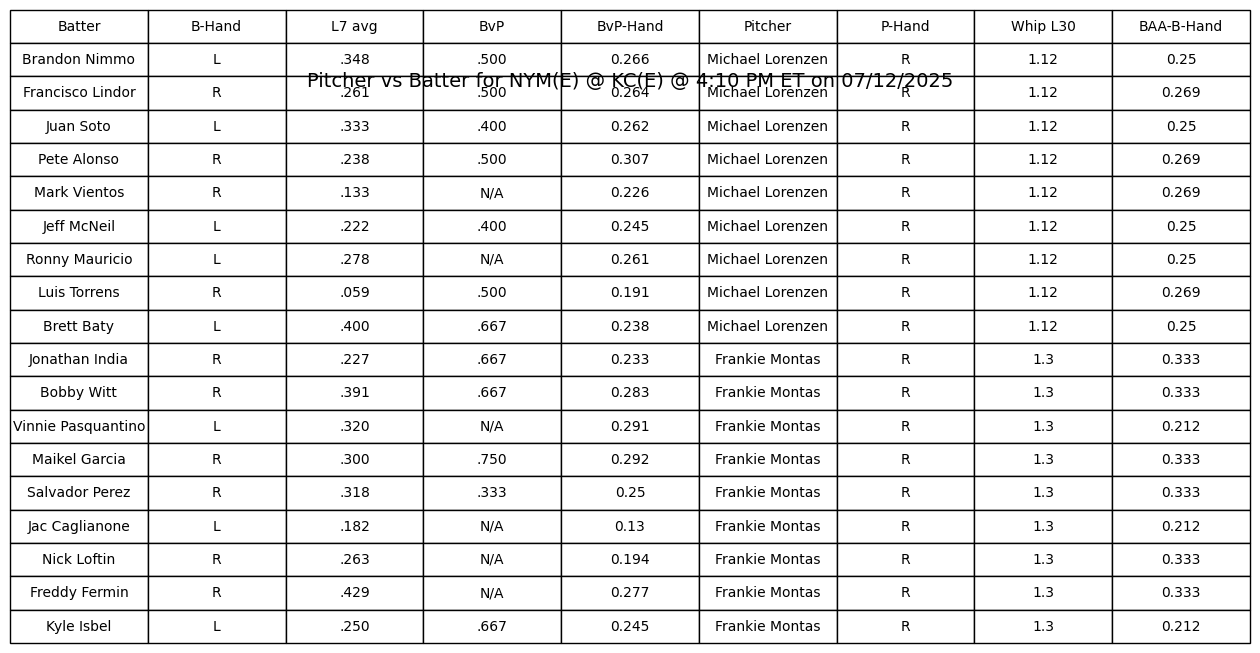 Batter B-Hand L7 avg BvP BvP-Hand Pitcher P-Hand Whip L30 BAA-B-Hand
Brandon Nimmo L .348 .500 0.266 Michael Lorenzen R 1.12 0.25
Pitcher vs Batter for NYM(E) @ KC(E) @ 4:10 PM ET on 07/12/2025
Francisco Lindor R .261 .500 0.264 Michael Lorenzen R 1.12 0.269
Juan Soto L .333 .400 0.262 Michael Lorenzen R 1.12 0.25
Pete Alonso R .238 .500 0.307 Michael Lorenzen R 1.12 0.269
Mark Vientos R .133 N/A 0.226 Michael Lorenzen R 1.12 0.269
Jeff McNeil L .222 .400 0.245 Michael Lorenzen R 1.12 0.25
Ronny Mauricio L .278 N/A 0.261 Michael Lorenzen R 1.12 0.25
Luis Torrens R .059 .500 0.191 Michael Lorenzen R 1.12 0.269
Brett Baty L .400 .667 0.238 Michael Lorenzen R 1.12 0.25
Jonathan India R .227 .667 0.233 Frankie Montas R 1.3 0.333
Bobby Witt R .391 .667 0.283 Frankie Montas R 1.3 0.333
Vinnie Pasquantino L .320 N/A 0.291 Frankie Montas R 1.3 0.212
Maikel Garcia R .300 .750 0.292 Frankie Montas R 1.3 0.333
Salvador Perez R .318 .333 0.25 Frankie Montas R 1.3 0.333
Jac Caglianone L .182 N/A 0.13 Frankie Montas R 1.3 0.212
Nick Loftin R .263 N/A 0.194 Frankie Montas R 1.3 0.333
Freddy Fermin R .429 N/A 0.277 Frankie Montas R 1.3 0.333
Kyle Isbel L .250 .667 0.245 Frankie Montas R 1.3 0.212